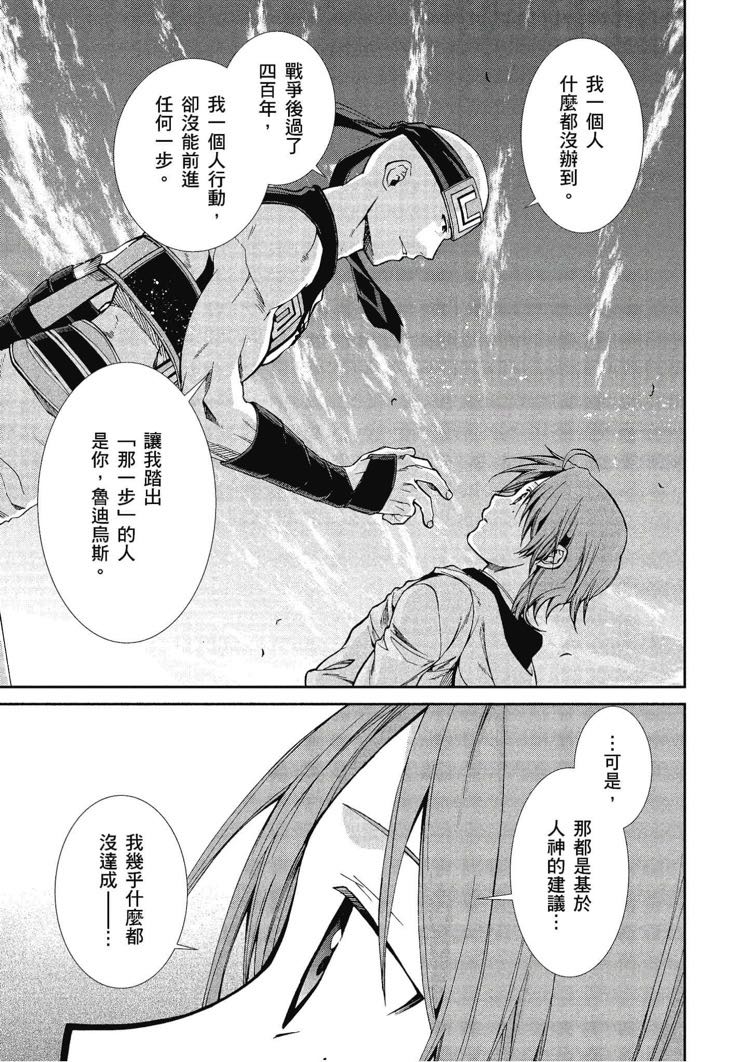 我一個人
什麼都沒辦到。
戰爭後過了
四百年，
我一個人行動，
卻沒能前進
任何一步。
讓我踏出
「那一步」的人
是你，魯迪烏斯。
…可是，
那都是基於
人神的建議…
我幾乎什麼都
沒達成——…